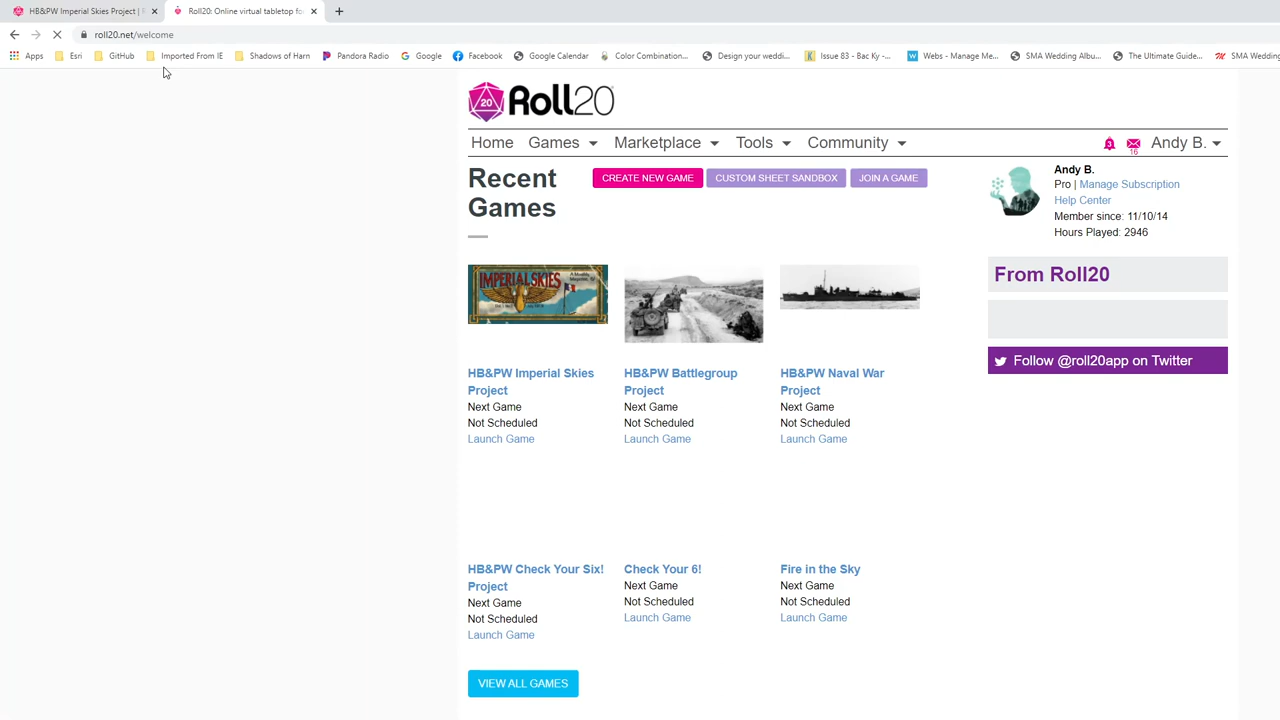 HB&PW Imperial Skies Project |
Roll20: Online virtual tabletop fo
roll20.net/welcome
Apps Esri GitHub Imported From IE Shadows of Harn Pandora Radio Google Facebook Google Calendar Color Combination... Design your weddi... Issue 83 - Bac Ky -... Webs - Manage Me... SMA Wedding Albu... The Ultimate Guide... SMA Wedding
20 Roll20
Home Games Marketplace Tools Community 3 16 Andy B.
Recent
Games
CREATE NEW GAME CUSTOM SHEET SANDBOX JOIN A GAME
Andy B.
Pro | Manage Subscription
Help Center
Member since: 11/10/14
Hours Played: 2946
From Roll20
Follow @roll20app on Twitter
IMPERIAL SKIES
HB&PW Imperial Skies
Project
Next Game
Not Scheduled
Launch Game
HB&PW Battlegroup
Project
Next Game
Not Scheduled
Launch Game
HB&PW Naval War
Project
Next Game
Not Scheduled
Launch Game
HB&PW Check Your Six!
Project
Next Game
Not Scheduled
Launch Game
Check Your 6!
Next Game
Not Scheduled
Launch Game
Fire in the Sky
Next Game
Not Scheduled
Launch Game
VIEW ALL GAMES